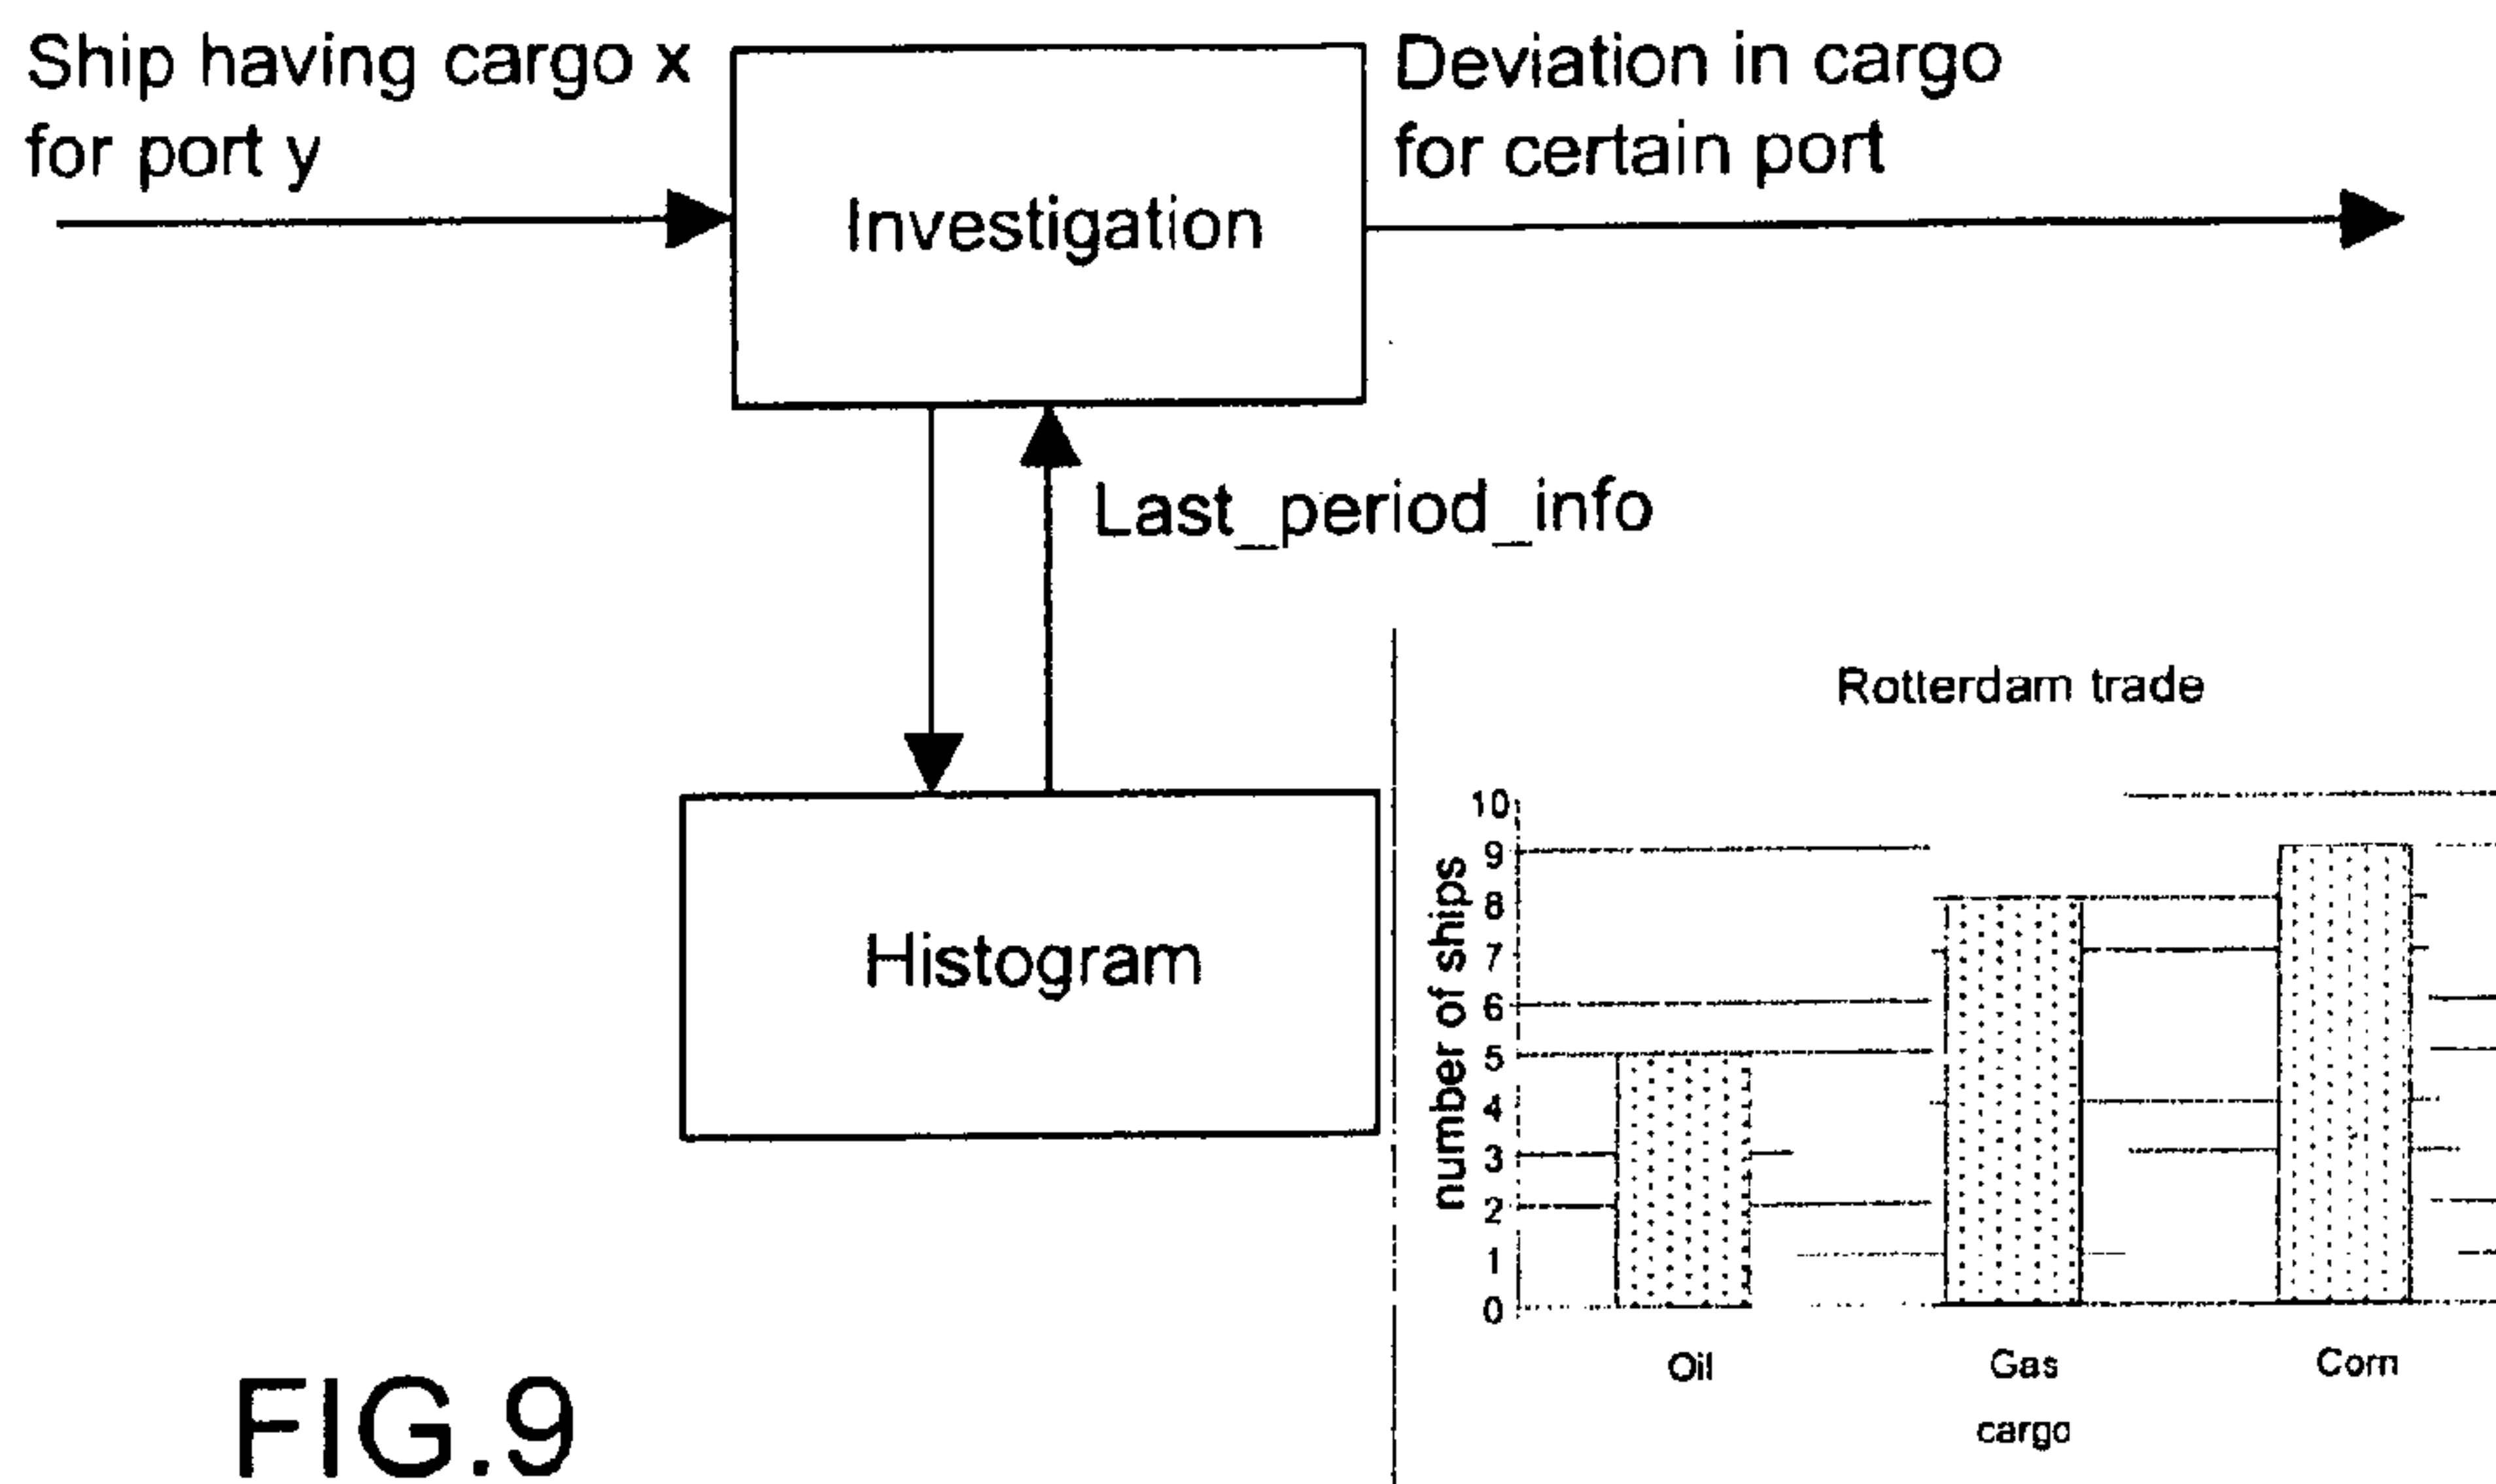 Ship having cargo x
for port y
Deviation in cargo
for certain port
Investigation
Last_period_info
Histogram
Rotterdam trade
number of ships
10
9
8
7
6
5
4
3
2
1
0
Oil
Gas
Corn
cargo
FIG.9